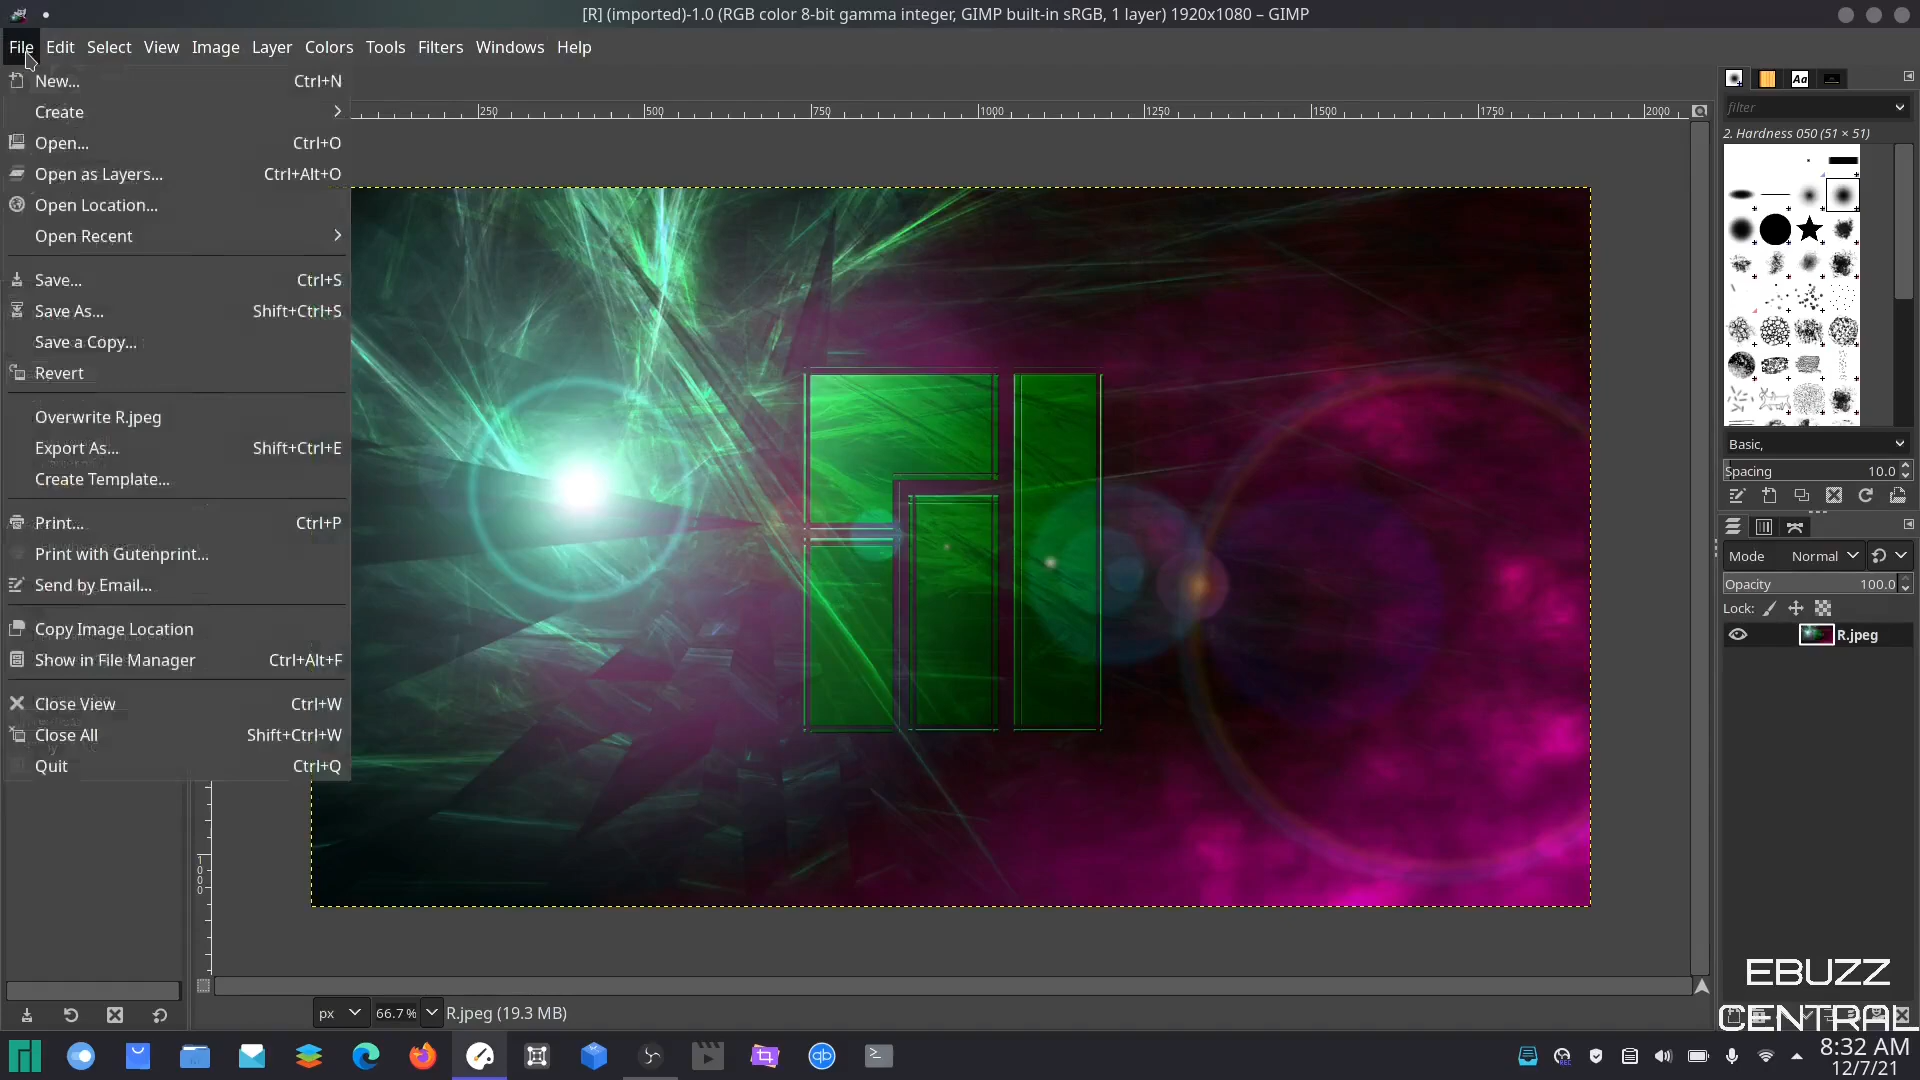 [R] (imported)-1.0 (RGB color 8-bit gamma integer, GIMP built-in sRGB, 1 layer) 1920x1080 – GIMP
File Edit Select View Image Layer Colors Tools Filters Windows Help
New... Ctrl+N
Create
Open... Ctrl+O
Open as Layers... Ctrl+Alt+O
Open Location...
Open Recent
Save... Ctrl+S
Save As... Shift+Ctrl+S
Save a Copy...
Revert
Overwrite R.jpeg
Export As... Shift+Ctrl+E
Create Template...
Print... Ctrl+P
Print with Gutenprint...
Send by Email...
Copy Image Location
Show in File Manager Ctrl+Alt+F
Close View Ctrl+W
Close All Shift+Ctrl+W
Quit Ctrl+Q
250 500 750 1000 1250 1500 1750 2000
1000
px 66.7 % R.jpeg (19.3 MB)
Aa
filter
2. Hardness 050 (51 × 51)
Basic,
Spacing 10.0
Mode Normal
Opacity 100.0
Lock:
R.jpeg
EBUZZ
CENTRAL
8:32 AM
12/7/21